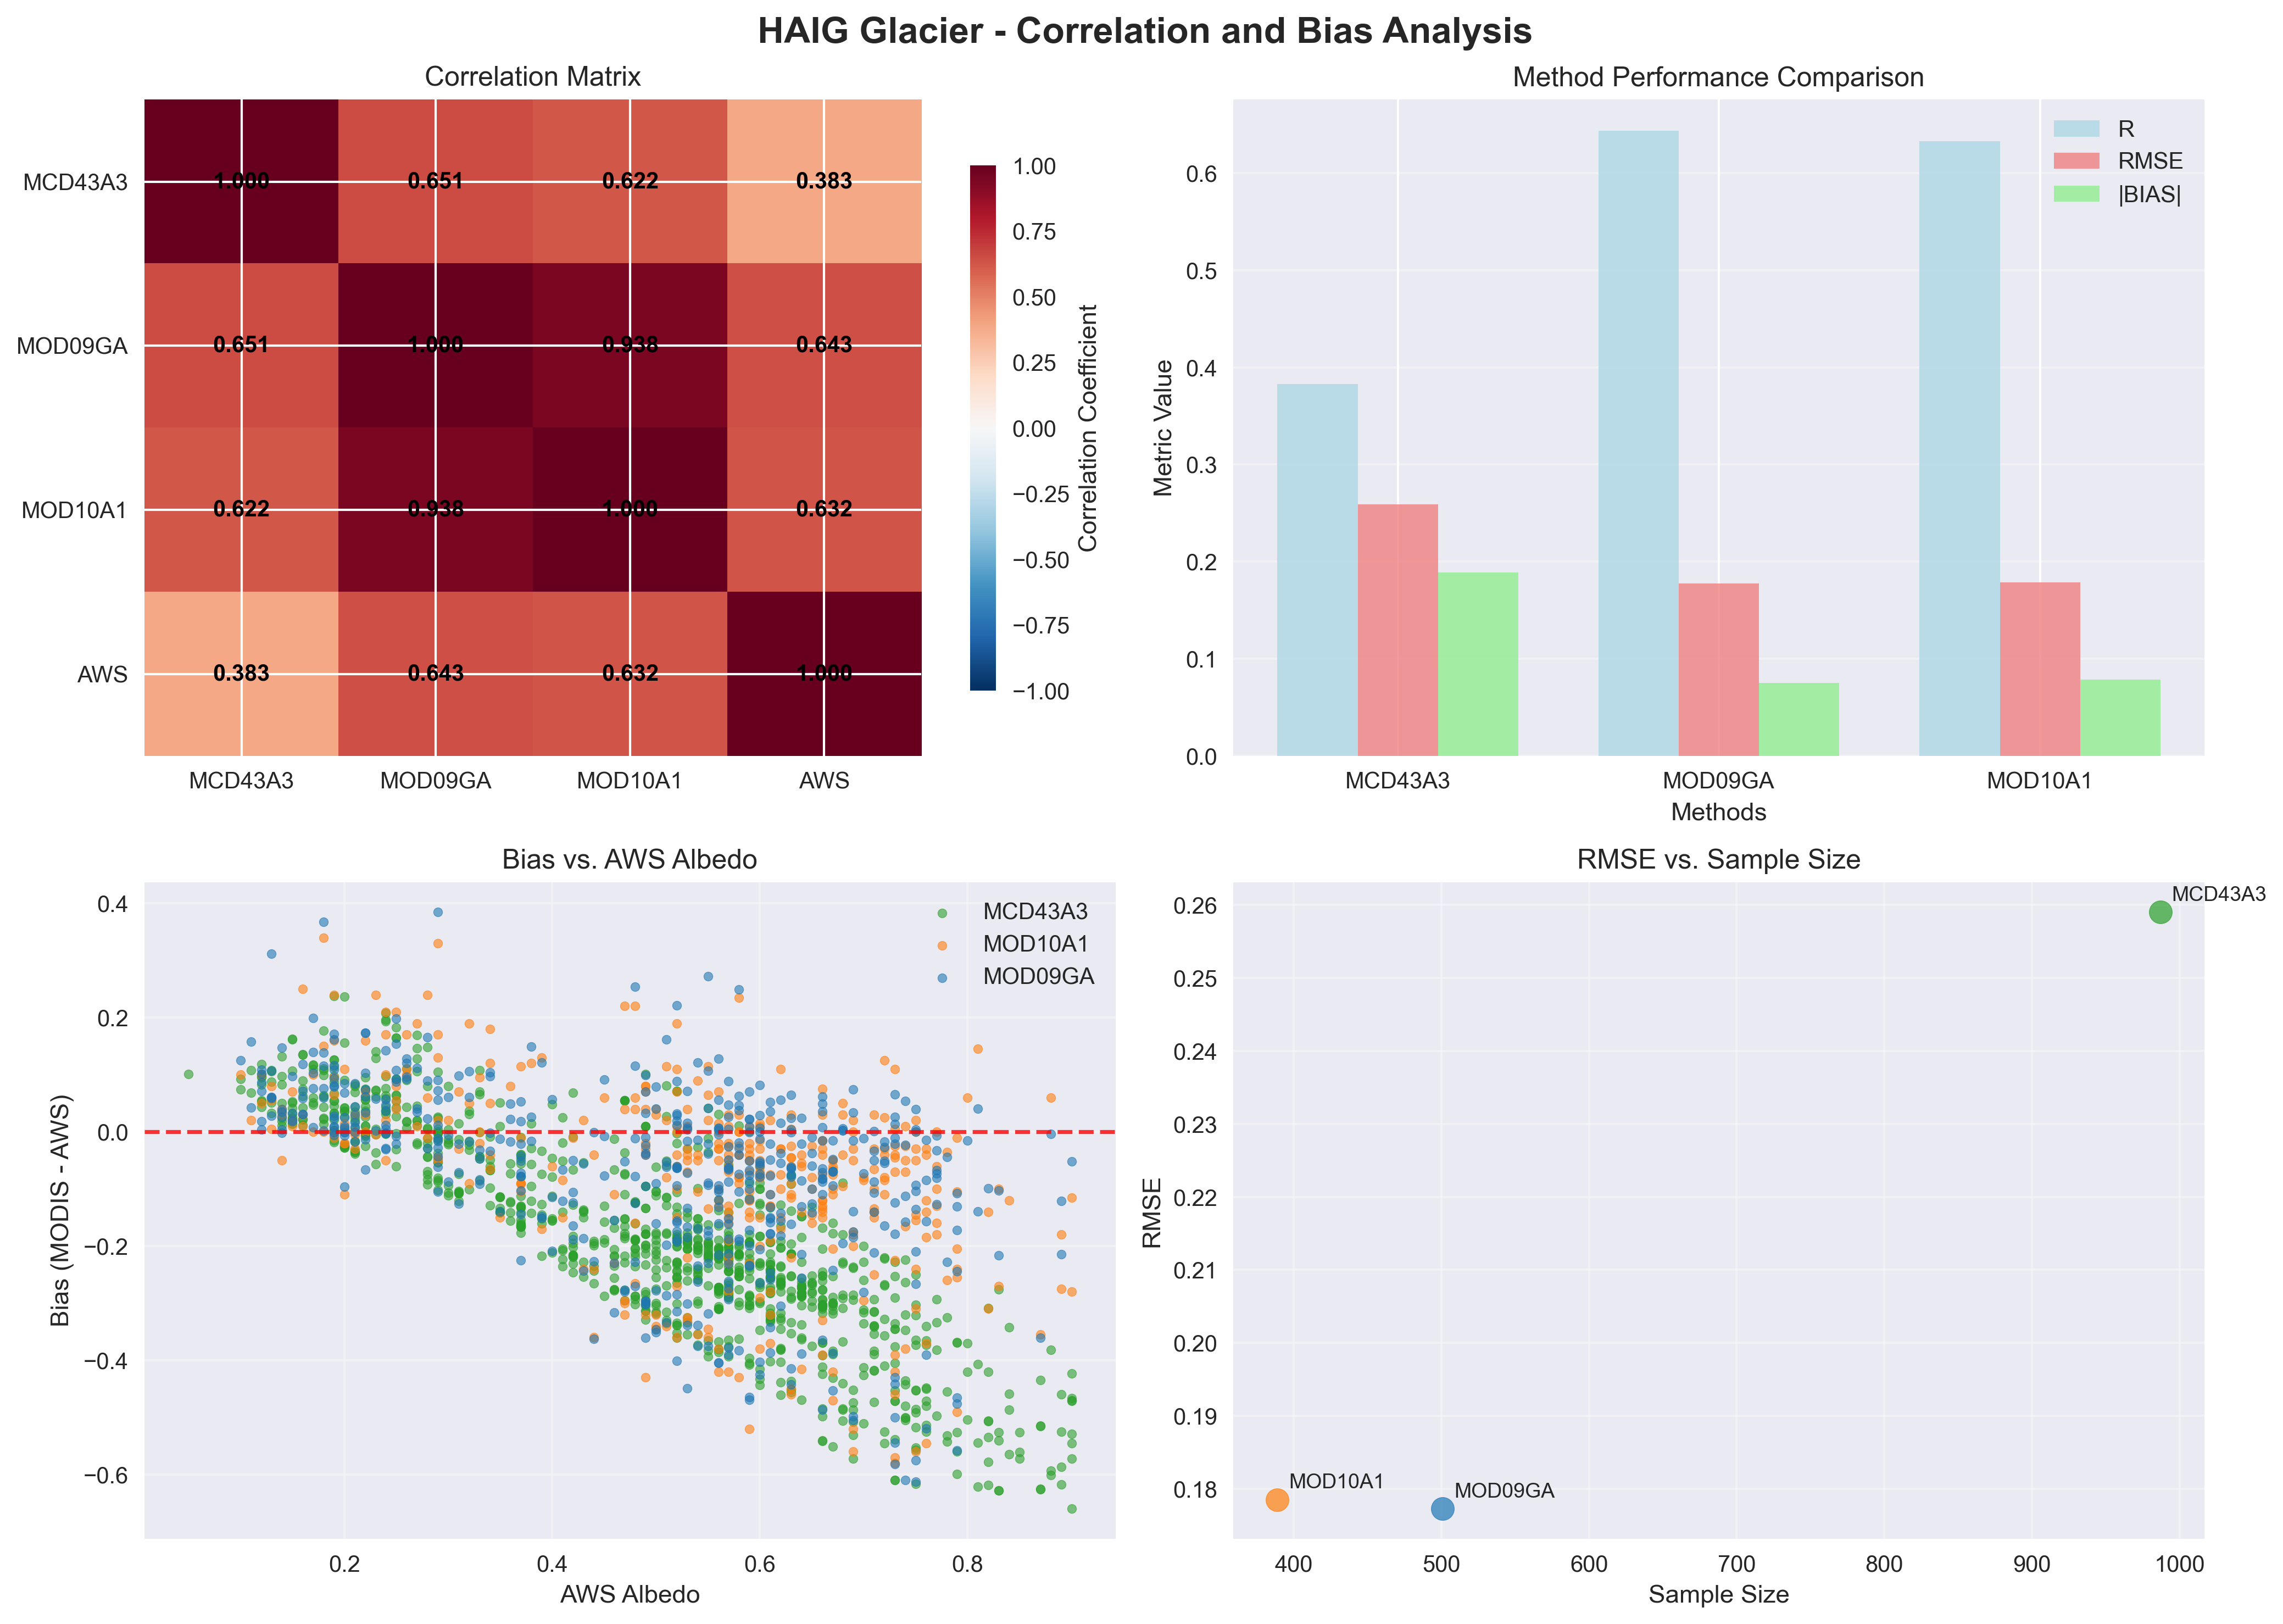 HAIG Glacier - Correlation and Bias Analysis
Correlation Matrix
MCD43A3
MOD09GA
MOD10A1
AWS
1.000 0.651 0.622 0.383
0.651 1.000 0.938 0.643
0.622 0.938 1.000 0.632
0.383 0.643 0.632 1.000
MCD43A3 MOD09GA MOD10A1 AWS
1.00
0.75
0.50
0.25
0.00
−0.25
−0.50
−0.75
−1.00
Correlation Coefficient
Method Performance Comparison
R
RMSE
|BIAS|
Metric Value
0.6
0.5
0.4
0.3
0.2
0.1
0.0
MCD43A3 MOD09GA MOD10A1
Methods
Bias vs. AWS Albedo
MCD43A3
MOD10A1
MOD09GA
Bias (MODIS - AWS)
0.4
0.2
0.0
−0.2
−0.4
−0.6
0.2 0.4 0.6 0.8
AWS Albedo
RMSE vs. Sample Size
MCD43A3
MOD10A1
MOD09GA
RMSE
0.26
0.25
0.24
0.23
0.22
0.21
0.20
0.19
0.18
400 500 600 700 800 900 1000
Sample Size